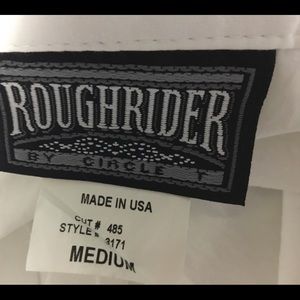 ROUGHRIDER
BY CIRCLE T
MADE IN USA
CUT # 485
STYLE # 3171
MEDIUM